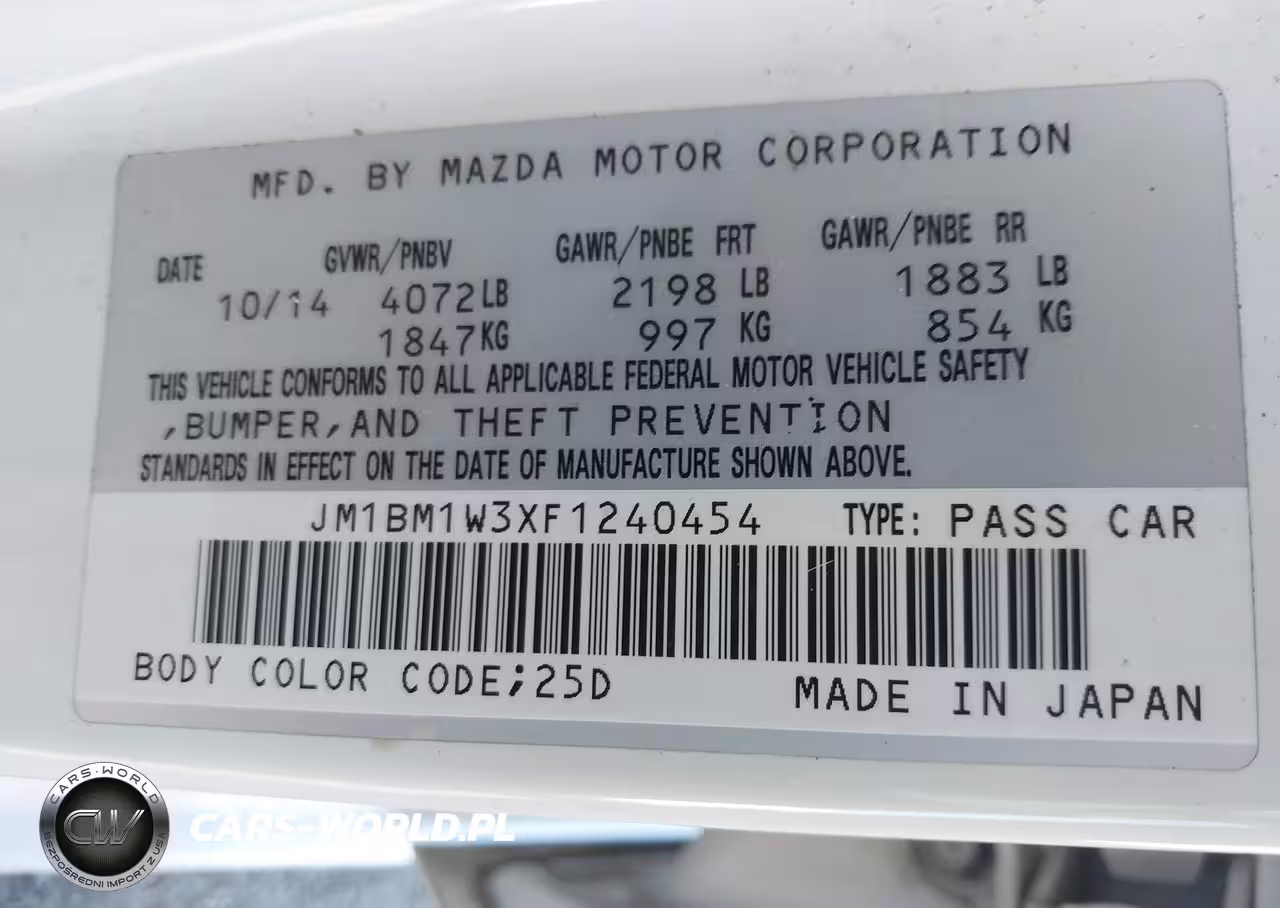 MFD. BY MAZDA MOTOR CORPORATION
DATE GVWR/PNBV GAWR/PNBE FRT GAWR/PNBE RR
10/14 4072LB 2198 LB 1883 LB
1847KG 997 KG 854 KG
THIS VEHICLE CONFORMS TO ALL APPLICABLE FEDERAL MOTOR VEHICLE SAFETY
,BUMPER,AND THEFT PREVENTION
STANDARDS IN EFFECT ON THE DATE OF MANUFACTURE SHOWN ABOVE.
JM1BM1W3XF1240454 TYPE: PASS CAR
BODY COLOR CODE;25D MADE IN JAPAN
CARS-WORLD
CW
BEZPOŚREDNI IMPORT Z USA
CARS-WORLD.PL